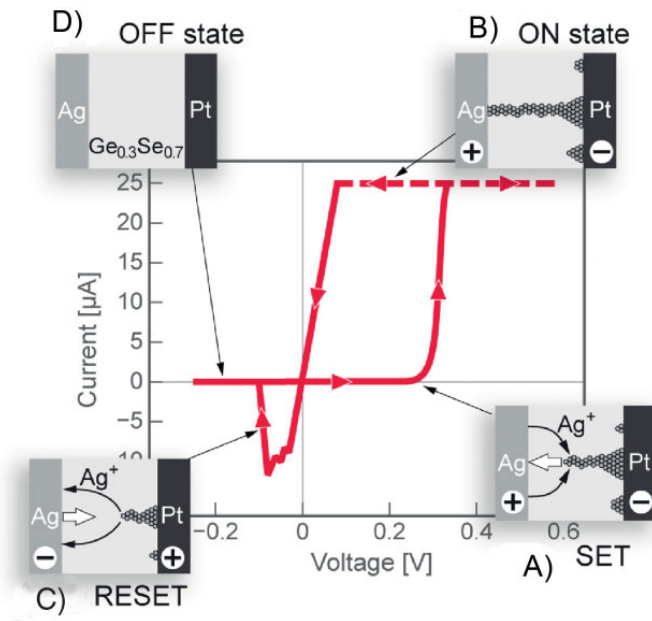 D)
OFF state
B)
ON state
Ag
Pt
Ge0.3Se0.7
Ag
Pt
+
−
25
20
15
10
5
0
−5
10
Current [µA]
−0.2
0
0.2
0.4
0.6
Voltage [V]
Ag+
Ag
Pt
−
+
C)
RESET
Ag+
Ag
Pt
+
−
A)
SET